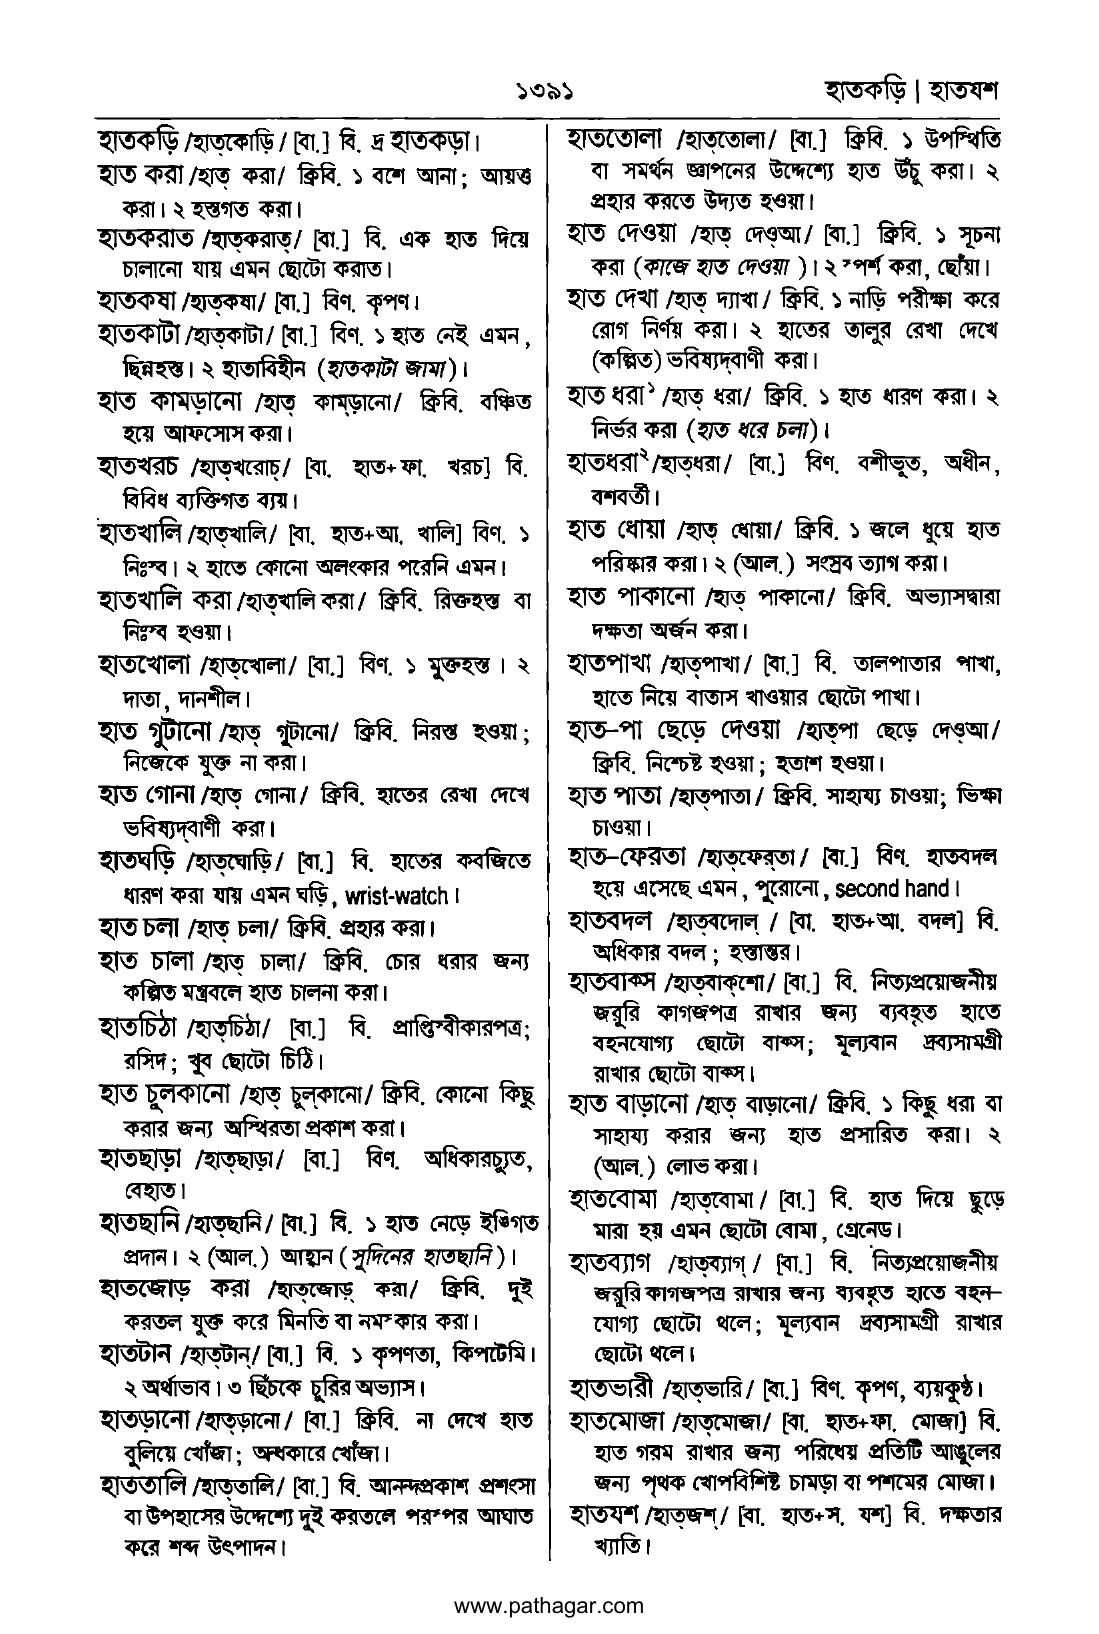 ১৩৯১
হাতকড়ি | হাতযশ
হাতকড়ি /হাত্‌কোড়ি / [বা.] বি. দ্র হাতকড়া।
হাত করা /হাত্ করা/ ক্রিবি. ১ বশে আনা; আয়ত্ত
করা। ২ হস্তগত করা।
হাতকরাত /হাত্‌করাত্/ [বা.] বি. এক হাত দিয়ে
চালানো যায় এমন ছোটো করাত।
হাতকষা /হাত্‌কষা/ [বা.] বিণ. কৃপণ।
হাতকাটা /হাত্‌কাটা/ [বা.] বিণ. ১ হাত নেই এমন,
ছিন্নহস্ত। ২ হাতাবিহীন (হাতকাটা জামা)।
হাত কামড়ানো /হাত্ কাম্‌ড়ানো/ ক্রিবি. বঞ্চিত
হয়ে আফসোস করা।
হাতখরচ /হাত্‌খরোচ্/ [বা. হাত+ফা. খরচ] বি.
বিবিধ ব্যক্তিগত ব্যয়।
হাতখালি /হাত্‌খালি/ [বা. হাত+আ. খালি] বিণ. ১
নিঃস্ব। ২ হাতে কোনো অলংকার পরেনি এমন।
হাতখালি করা /হাত্‌খালি করা/ ক্রিবি. রিক্তহস্ত বা
নিঃস্ব হওয়া।
হাতখোলা /হাত্‌খোলা/ [বা.] বিণ. ১ মুক্তহস্ত। ২
দাতা, দানশীল।
হাত গুটানো /হাত্ গুটানো/ ক্রিবি. নিরস্ত হওয়া;
নিজেকে যুক্ত না করা।
হাত গোনা /হাত্ গোনা/ ক্রিবি. হাতের রেখা দেখে
ভবিষ্যদ্‌বাণী করা।
হাতঘড়ি /হাত্‌ঘোড়ি/ [বা.] বি. হাতের কবজিতে
ধারণ করা যায় এমন ঘড়ি, wrist-watch।
হাত চলা /হাত্ চলা/ ক্রিবি. প্রহার করা।
হাত চালা /হাত্ চালা/ ক্রিবি. চোর ধরার জন্য
কল্পিত মন্ত্রবলে হাত চালনা করা।
হাতচিঠা /হাত্‌চিঠা/ [বা.] বি. প্রাপ্তিস্বীকারপত্র;
রসিদ; খুব ছোটো চিঠি।
হাত চুলকানো /হাত্ চুল্‌কানো/ ক্রিবি. কোনো কিছু
করার জন্য অস্থিরতা প্রকাশ করা।
হাতছাড়া /হাত্‌ছাড়া/ [বা.] বিণ. অধিকারচ্যুত,
বেহাত।
হাতছানি /হাত্‌ছানি/ [বা.] বি. ১ হাত নেড়ে ইঙ্গিত
প্রদান। ২ (আল.) আহ্বান (সুদিনের হাতছানি)।
হাতজোড় করা /হাত্‌জোড়্ করা/ ক্রিবি. দুই
করতল যুক্ত করে মিনতি বা নমস্কার করা।
হাতটান /হাত্‌টান্/ [বা.] বি. ১ কৃপণতা, কিপটেমি।
২ অর্থাভাব। ৩ ছিঁচকে চুরির অভ্যাস।
হাতড়ানো /হাত্‌ড়ানো/ [বা.] ক্রিবি. না দেখে হাত
বুলিয়ে খোঁজা; অন্ধকারে খোঁজা।
হাততালি /হাত্‌তালি/ [বা.] বি. আনন্দপ্রকাশ প্রশংসা
বা উপহাসের উদ্দেশ্যে দুই করতলে পরস্পর আঘাত
করে শব্দ উৎপাদন।
হাততোলা /হাত্‌তোলা/ [বা.] ক্রিবি. ১ উপস্থিতি
বা সমর্থন জ্ঞাপনের উদ্দেশ্যে হাত উঁচু করা। ২
প্রহার করতে উদ্যত হওয়া।
হাত দেওয়া /হাত্ দেওআ/ [বা.] ক্রিবি. ১ সূচনা
করা (কাজে হাত দেওয়া )। ২ স্পর্শ করা, ছোঁয়া।
হাত দেখা /হাত্ দ্যাখা/ ক্রিবি. ১ নাড়ি পরীক্ষা করে
রোগ নির্ণয় করা। ২ হাতের তালুর রেখা দেখে
(কল্পিত) ভবিষ্যদ্‌বাণী করা।
হাত ধরা১ /হাত্ ধরা/ ক্রিবি. ১ হাত ধারণ করা। ২
নির্ভর করা (হাত ধরে চলা)।
হাতধরা২ /হাত্‌ধরা/ [বা.] বিণ. বশীভূত, অধীন,
বশবর্তী।
হাত ধোয়া /হাত্ ধোয়া/ ক্রিবি. ১ জলে ধুয়ে হাত
পরিষ্কার করা। ২ (আল.) সংস্রব ত্যাগ করা।
হাত পাকানো /হাত্ পাকানো/ ক্রিবি. অভ্যাসদ্বারা
দক্ষতা অর্জন করা।
হাতপাখা /হাত্‌পাখা/ [বা.] বি. তালপাতার পাখা,
হাতে নিয়ে বাতাস খাওয়ার ছোটো পাখা।
হাত-পা ছেড়ে দেওয়া /হাত্‌পা ছেড়ে দেওআ/
ক্রিবি. নিশ্চেষ্ট হওয়া; হতাশ হওয়া।
হাত পাতা /হাত্‌পাতা/ ক্রিবি. সাহায্য চাওয়া; ভিক্ষা
চাওয়া।
হাত-ফেরতা /হাত্‌ফের্‌তা/ [বা.] বিণ. হাতবদল
হয়ে এসেছে এমন, পুরোনো, second hand।
হাতবদল /হাত্‌বদোল্ / [বা. হাত+আ. বদল] বি.
অধিকার বদল; হস্তান্তর।
হাতবাক্স /হাত্‌বাক্‌শো/ [বা.] বি. নিত্যপ্রয়োজনীয়
জরুরি কাগজপত্র রাখার জন্য ব্যবহৃত হাতে
বহনযোগ্য ছোটো বাক্স; মূল্যবান দ্রব্যসামগ্রী
রাখার ছোটো বাক্স।
হাত বাড়ানো /হাত্ বাড়ানো/ ক্রিবি. ১ কিছু ধরা বা
সাহায্য করার জন্য হাত প্রসারিত করা। ২
(আল.) লোভ করা।
হাতবোমা /হাত্‌বোমা/ [বা.] বি. হাত দিয়ে ছুড়ে
মারা হয় এমন ছোটো বোমা, গ্রেনেড।
হাতব্যাগ /হাত্‌ব্যাগ্ / [বা.] বি. নিত্যপ্রয়োজনীয়
জরুরি কাগজপত্র রাখার জন্য ব্যবহৃত হাতে বহন-
যোগ্য ছোটো থলে; মূল্যবান দ্রব্যসামগ্রী রাখার
ছোটো থলে।
হাতভারী /হাত্‌ভারি/ [বা.] বিণ. কৃপণ, ব্যয়কুণ্ঠ।
হাতমোজা /হাত্‌মোজা/ [বা. হাত+ফা. মোজা] বি.
হাত গরম রাখার জন্য পরিধেয় প্রতিটি আঙুলের
জন্য পৃথক খোপবিশিষ্ট চামড়া বা পশমের মোজা।
হাতযশ /হাত্‌জশ্/ [বা. হাত+স. যশ] বি. দক্ষতার
খ্যাতি।
www.pathagar.com